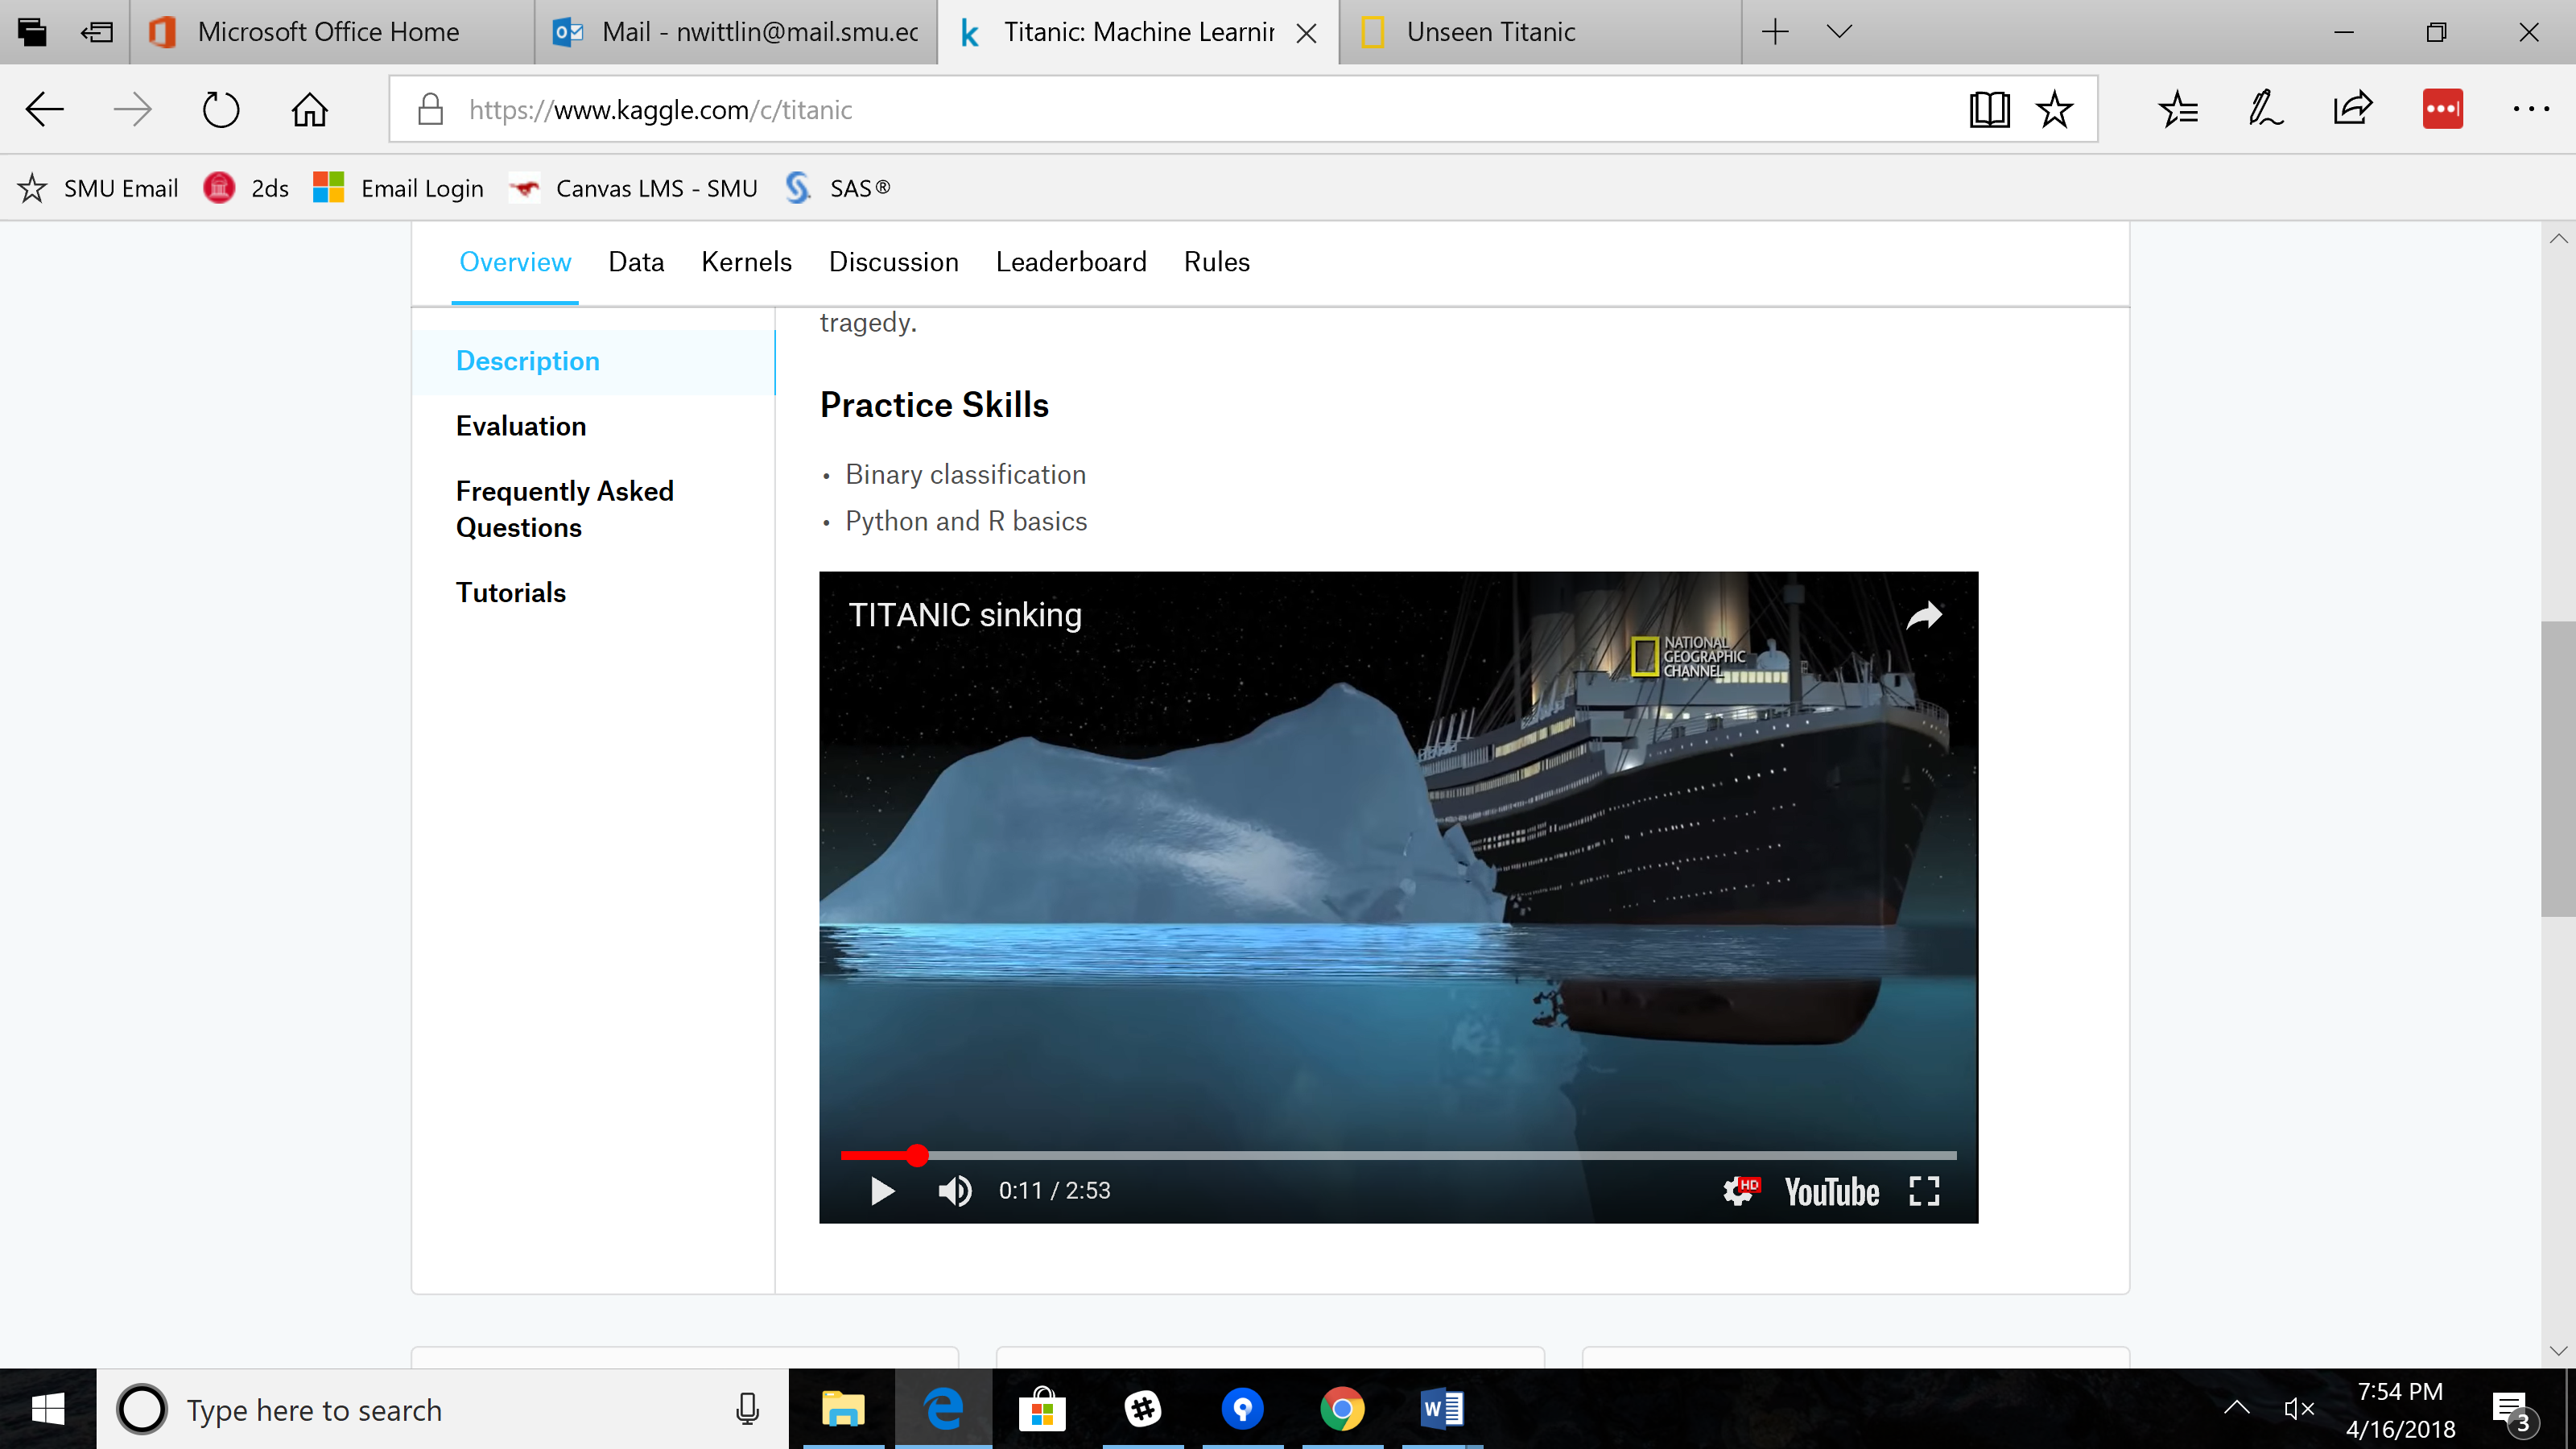 Microsoft Office Home
Mail - nwittlin@mail.smu.ec
Titanic: Machine Learnin
Unseen Titanic
https://www.kaggle.com/c/titanic
SMU Email
2ds
Email Login
Canvas LMS - SMU
SAS®
Overview
Data
Kernels
Discussion
Leaderboard
Rules
tragedy.
Description
Evaluation
Frequently Asked
Questions
Tutorials
Practice Skills
• Binary classification
• Python and R basics
TITANIC sinking
NATIONAL
GEOGRAPHIC
CHANNEL
0:11 / 2:53
HD
YouTube
Type here to search
7:54 PM
4/16/2018
3